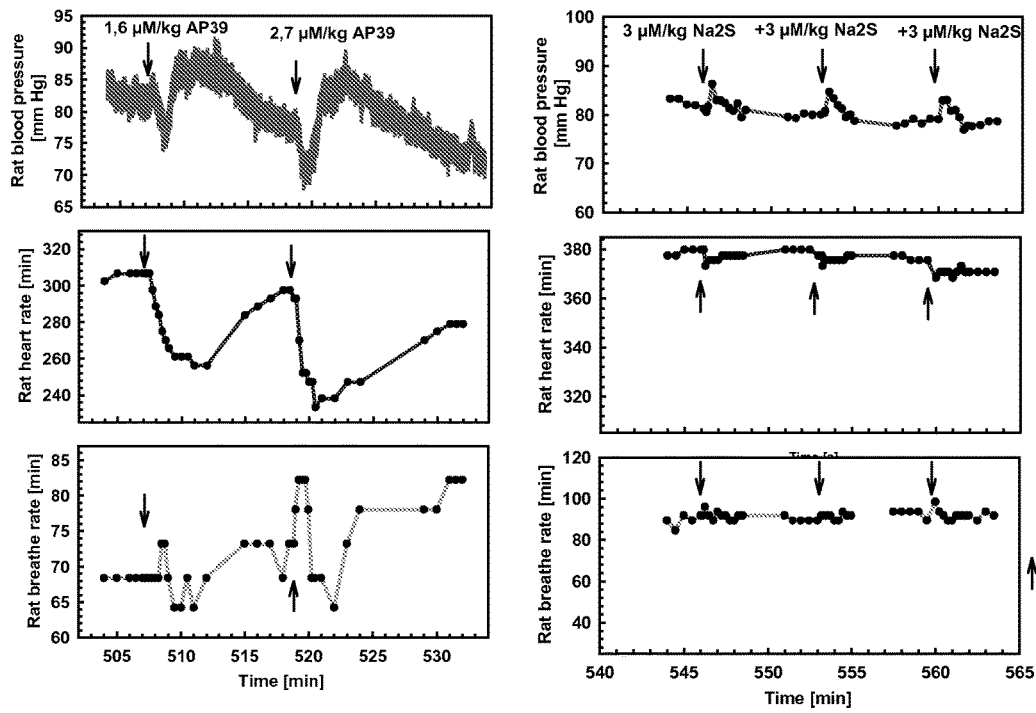 1,6 µM/kg AP39
2,7 µM/kg AP39
Rat blood pressure
[mm Hg]
95
90
85
80
75
70
65
Rat heart rate [min]
320
300
280
260
240
Rat breathe rate [min]
85
80
75
70
65
60
505 510 515 520 525 530
Time [min]
3 µM/kg Na2S +3 µM/kg Na2S +3 µM/kg Na2S
Rat blood pressure
[mm Hg]
100
90
80
70
60
Rat heart rate [min]
380
360
340
320
Rat breathe rate [min]
120
100
80
60
40
540 545 550 555 560 565
Time [min]